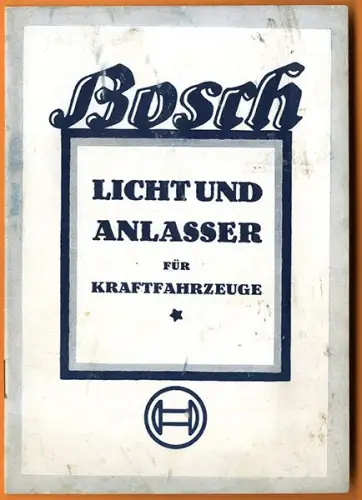 Bosch
LICHT UND
ANLASSER
FÜR
KRAFTFAHRZEUGE